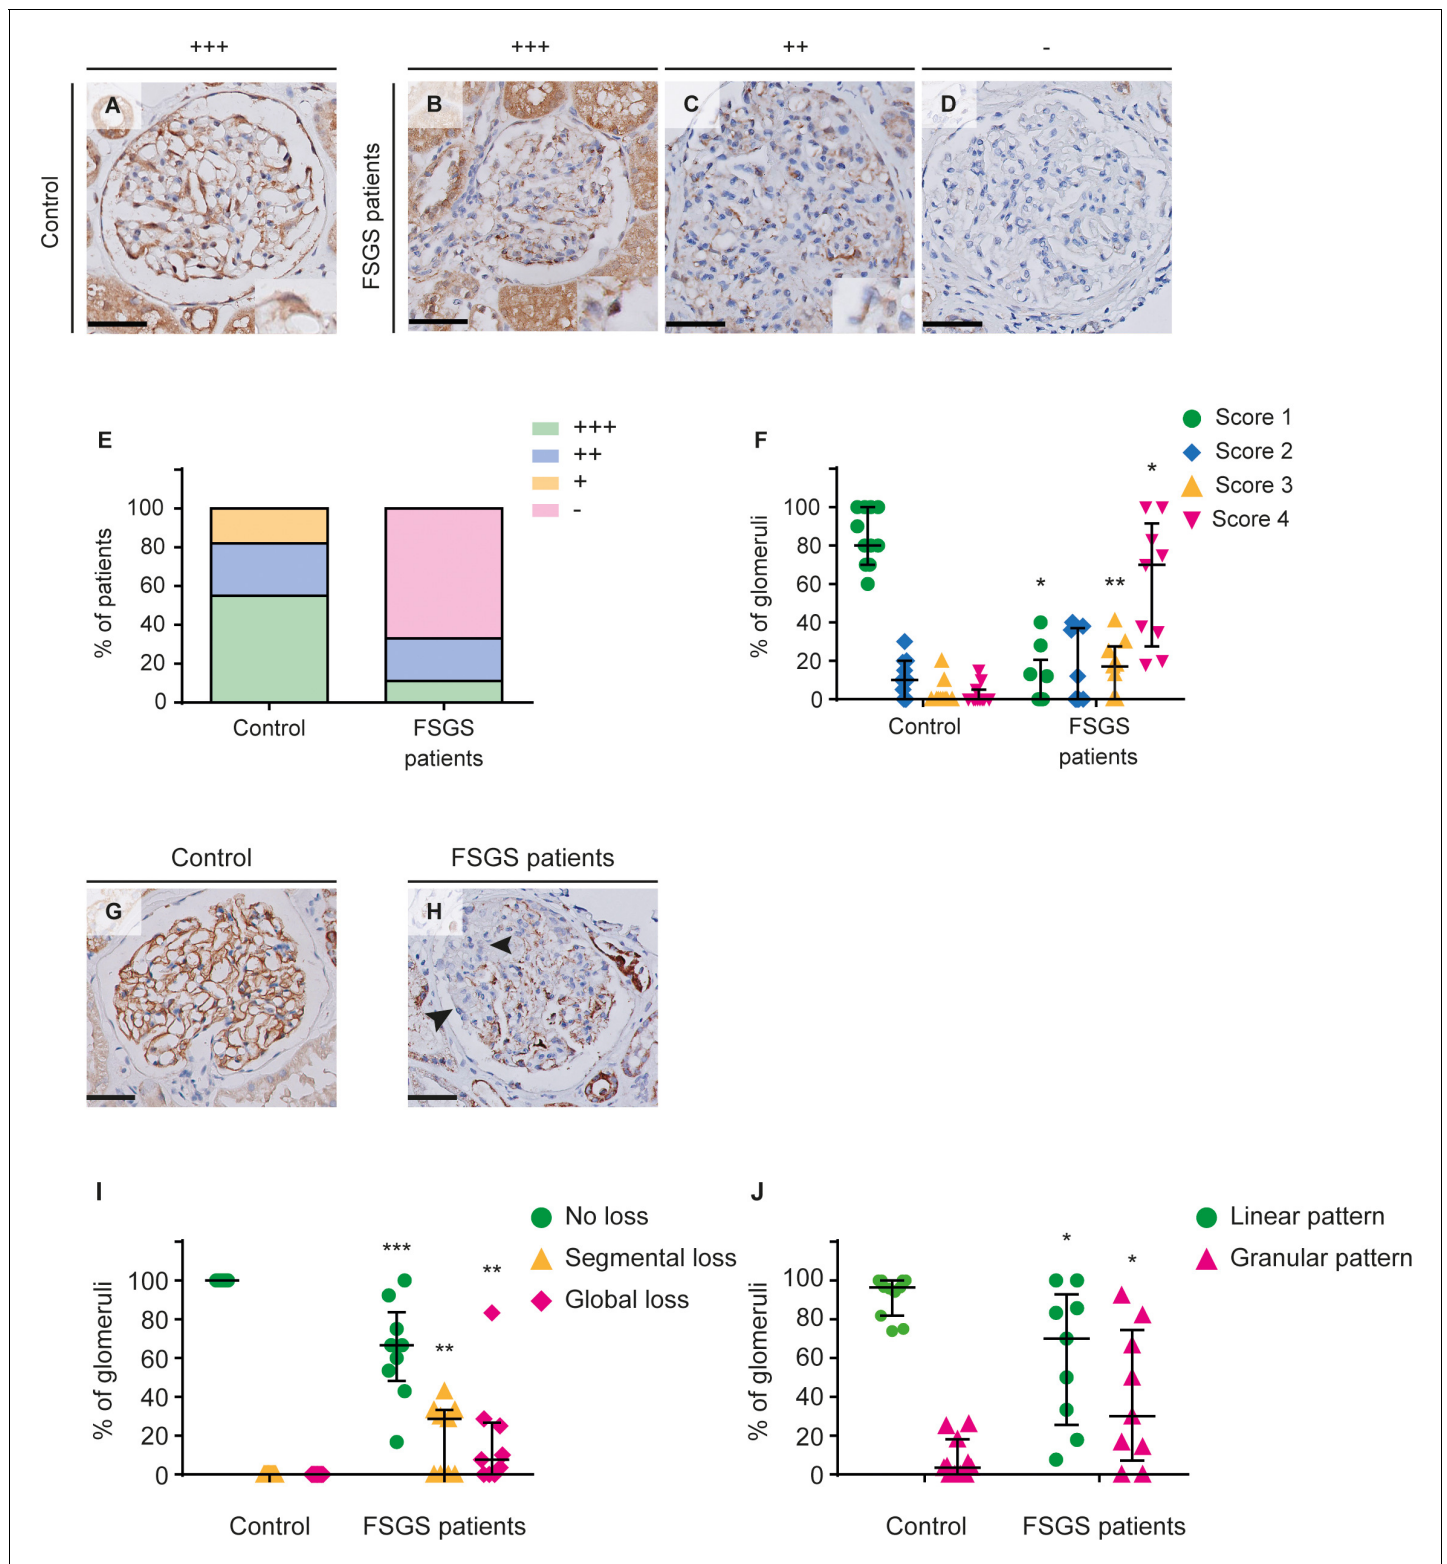 +++ +++ ++ -
Control
FSGS patients
A B C D
E
+++
++
+
-
% of patients
100
80
60
40
20
0
Control
FSGS
patients
F
Score 1
Score 2
Score 3
Score 4
% of glomeruli
100
80
60
40
20
0
* ** *
Control
FSGS
patients
Control FSGS patients
G H
I
No loss
Segmental loss
Global loss
% of glomeruli
100
80
60
40
20
0
*** ** **
Control FSGS patients
J
Linear pattern
Granular pattern
% of glomeruli
100
80
60
40
20
0
* *
Control FSGS patients